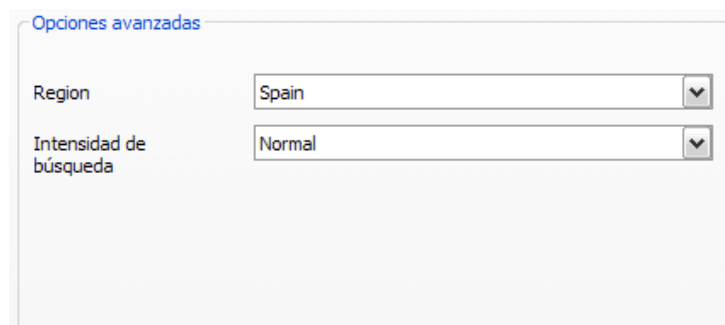 Opciones avanzadas
Region
Spain
Intensidad de
búsqueda
Normal